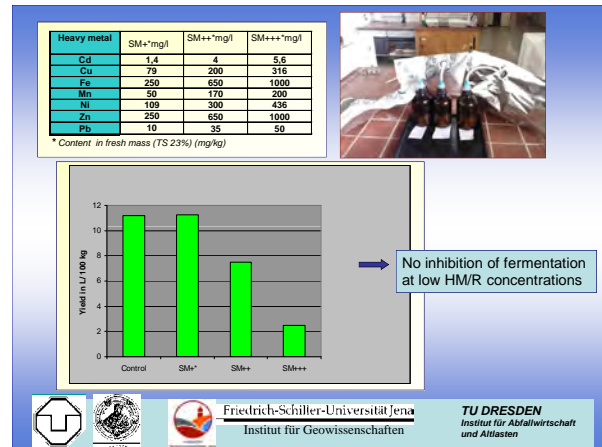 Heavy metal SM+*mg/l SM++*mg/l SM+++*mg/l
Cd 1,4 4 5,6
Cu 79 200 316
Fe 250 650 1000
Mn 50 170 200
Ni 109 300 436
Zn 250 650 1000
Pb 10 35 50
* Content in fresh mass (TS 23%) (mg/kg)
Yield in L/ 100 kg
12
10
8
6
4
2
0
Control SM+* SM++ SM+++
No inhibition of fermentation
at low HM/R concentrations
Friedrich-Schiller-Universität Jena
Institut für Geowissenschaften
TU DRESDEN
Institut für Abfallwirtschaft
und Altlasten